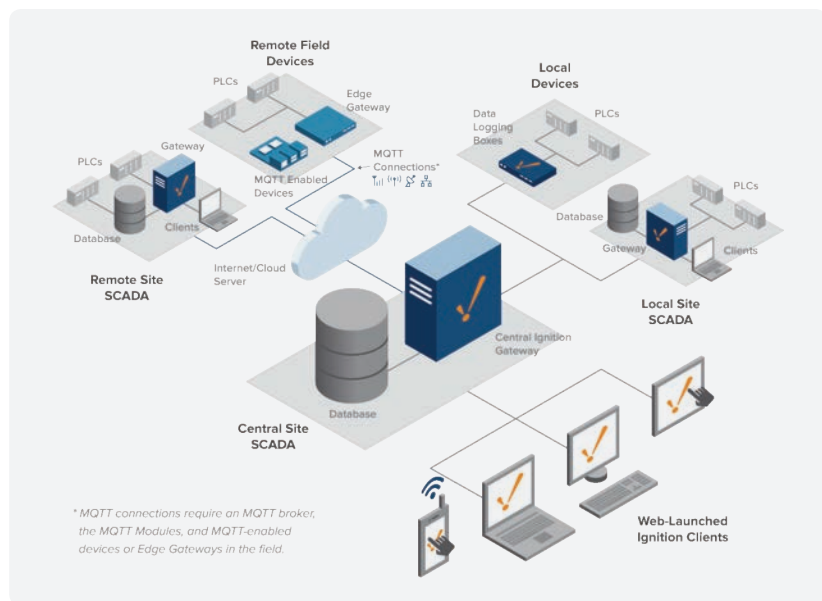 Remote Field
Devices
PLCs
Edge
Gateway
MQTT Enabled
Devices
MQTT
Connections*
Local
Devices
Data
Logging
Boxes
PLCs
Gateway
PLCs
Database
Clients
Remote Site
SCADA
Internet/Cloud
Server
PLCs
Database
Gateway
Clients
Local Site
SCADA
Central Ignition
Gateway
Database
Central Site
SCADA
Web-Launched
Ignition Clients
* MQTT connections require an MQTT broker,
the MQTT Modules, and MQTT-enabled
devices or Edge Gateways in the field.